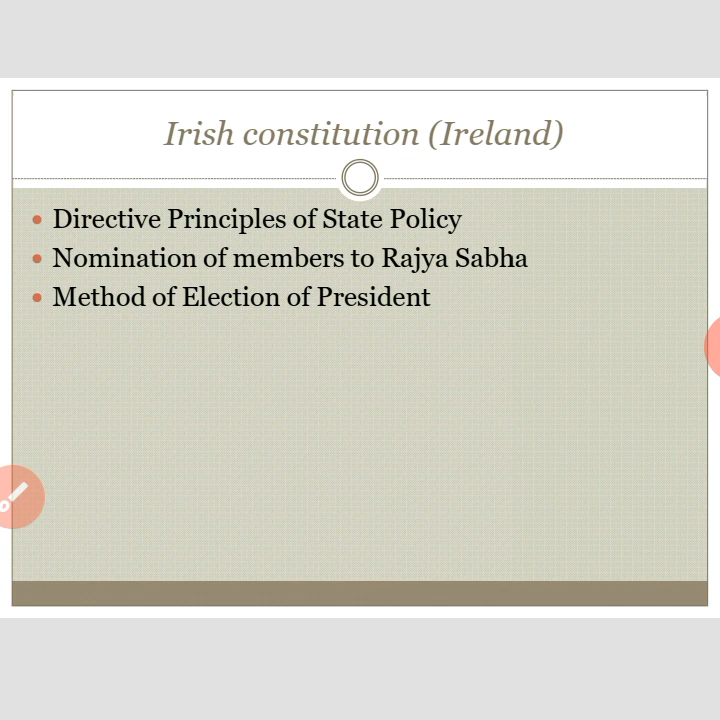 Irish constitution (Ireland)
Directive Principles of State Policy
Nomination of members to Rajya Sabha
Method of Election of President